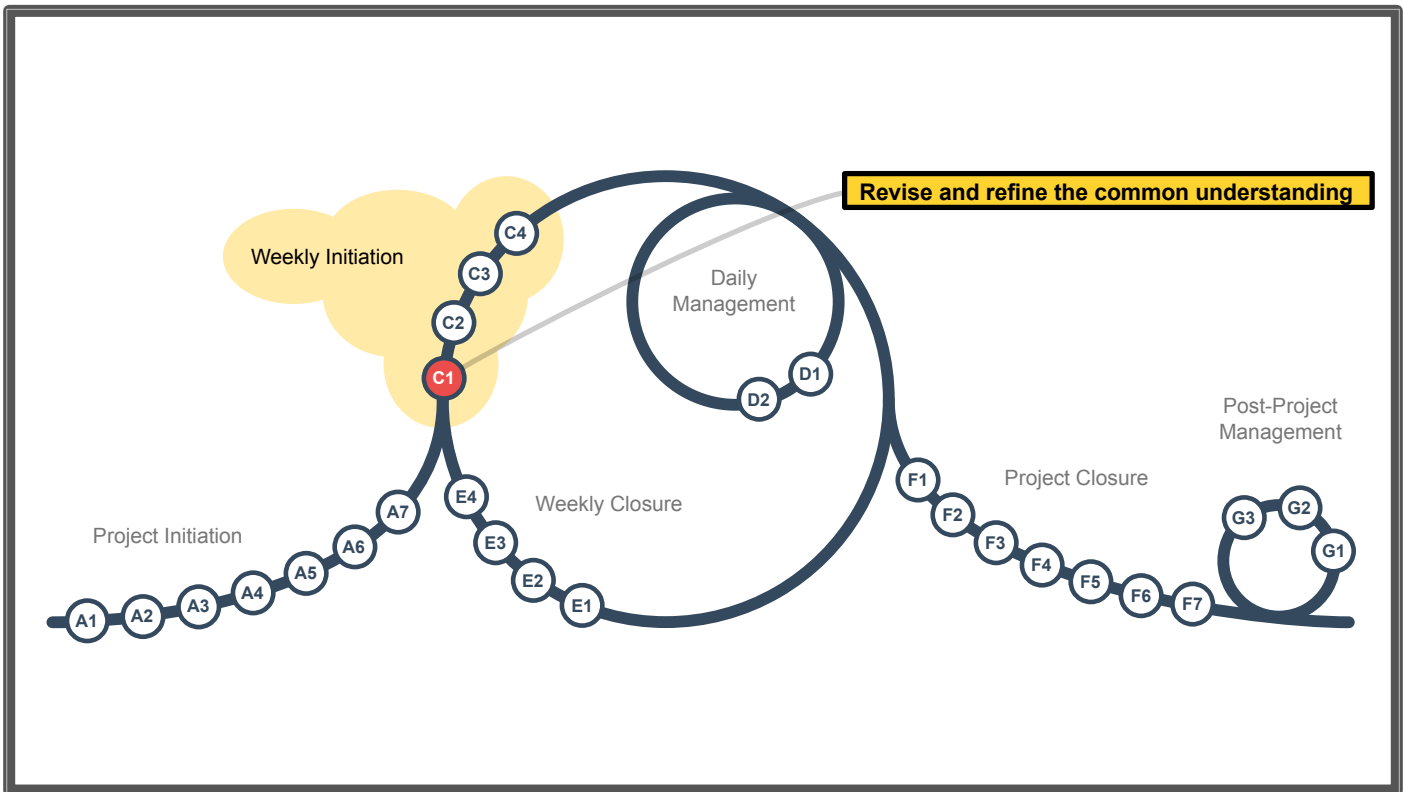 Revise and refine the common understanding
C4
Weekly Initiation
C3
Daily
Management
C2
C1
D1
D2
Post-Project
Management
F1
Project Closure
E4
Weekly Closure
A7
F2
G3
G2
Project Initiation
E3
A6
F3
G1
A5
E2
F4
A4
F5
A3
E1
F6
F7
A2
A1